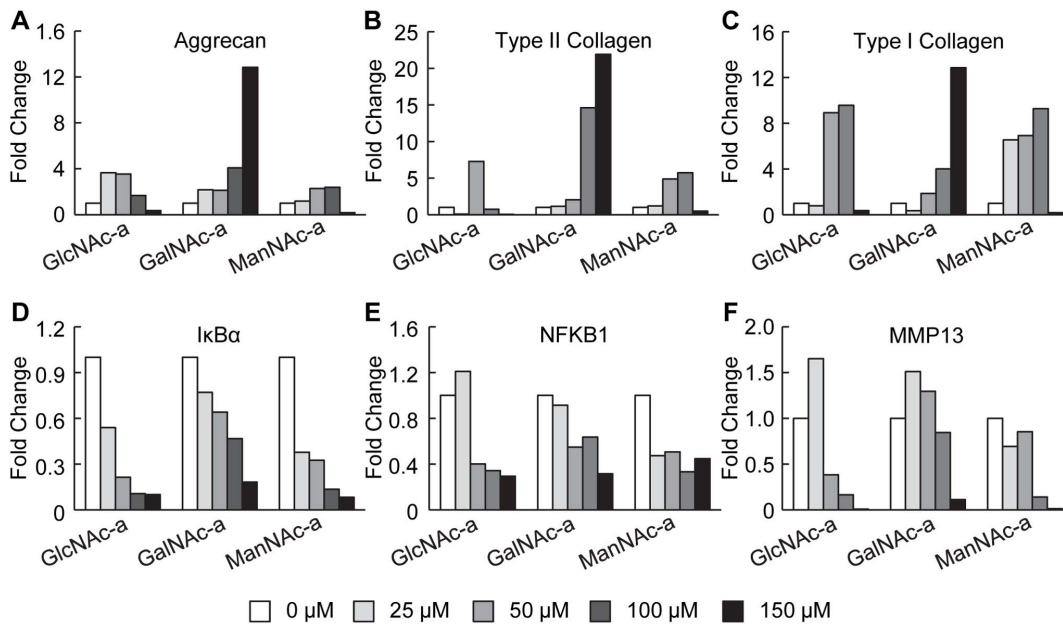 A
Aggrecan
Fold Change
1.6
12
8
4
0
GlcNAc-a
GalNAc-a
ManNAc-a
B
Type II Collagen
Fold Change
25
20
15
10
5
0
GlcNAc-a
GalNAc-a
ManNAc-a
C
Type I Collagen
Fold Change
16
12
8
4
0
GlcNAc-a
GalNAc-a
ManNAc-a
D
IκBα
Fold Change
1.2
0.9
0.6
0.3
0
GlcNAc-a
GalNAc-a
ManNAc-a
E
NFKB1
Fold Change
1.6
1.2
0.8
0.4
0
GlcNAc-a
GalNAc-a
ManNAc-a
F
MMP13
Fold Change
2.0
1.5
1.0
0.5
0
GlcNAc-a
GalNAc-a
ManNAc-a
0 µM 25 µM 50 µM 100 µM 150 µM